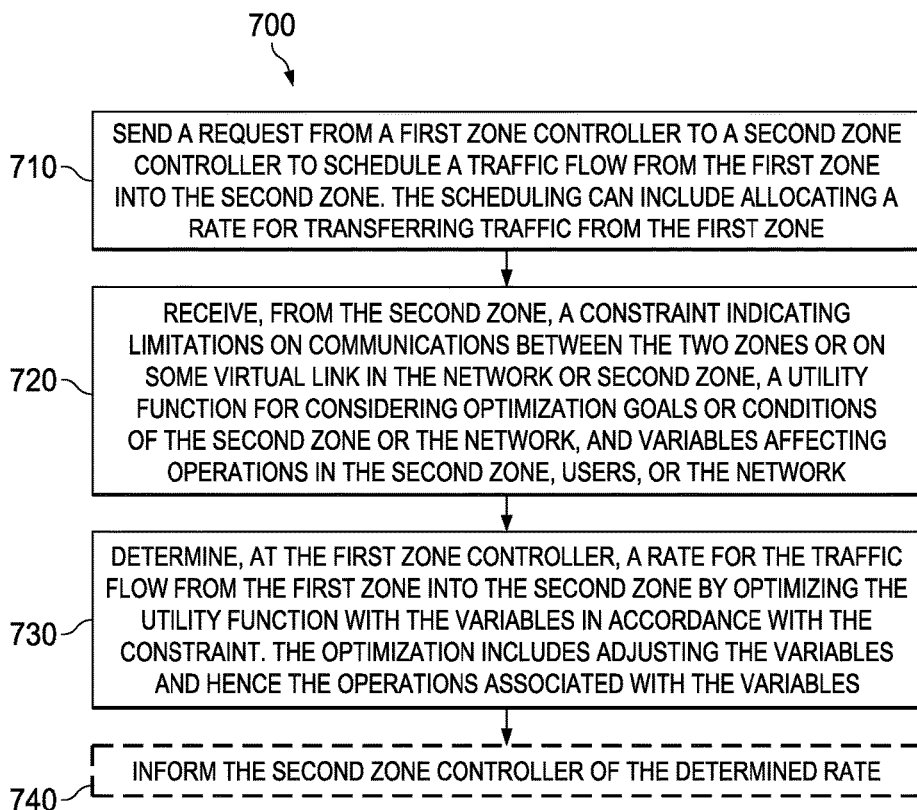 700
710
SEND A REQUEST FROM A FIRST ZONE CONTROLLER TO A SECOND ZONE
CONTROLLER TO SCHEDULE A TRAFFIC FLOW FROM THE FIRST ZONE
INTO THE SECOND ZONE. THE SCHEDULING CAN INCLUDE ALLOCATING A
RATE FOR TRANSFERRING TRAFFIC FROM THE FIRST ZONE
720
RECEIVE, FROM THE SECOND ZONE, A CONSTRAINT INDICATING
LIMITATIONS ON COMMUNICATIONS BETWEEN THE TWO ZONES OR ON
SOME VIRTUAL LINK IN THE NETWORK OR SECOND ZONE, A UTILITY
FUNCTION FOR CONSIDERING OPTIMIZATION GOALS OR CONDITIONS
OF THE SECOND ZONE OR THE NETWORK, AND VARIABLES AFFECTING
OPERATIONS IN THE SECOND ZONE, USERS, OR THE NETWORK
730
DETERMINE, AT THE FIRST ZONE CONTROLLER, A RATE FOR THE TRAFFIC
FLOW FROM THE FIRST ZONE INTO THE SECOND ZONE BY OPTIMIZING THE
UTILITY FUNCTION WITH THE VARIABLES IN ACCORDANCE WITH THE
CONSTRAINT. THE OPTIMIZATION INCLUDES ADJUSTING THE VARIABLES
AND HENCE THE OPERATIONS ASSOCIATED WITH THE VARIABLES
740
INFORM THE SECOND ZONE CONTROLLER OF THE DETERMINED RATE